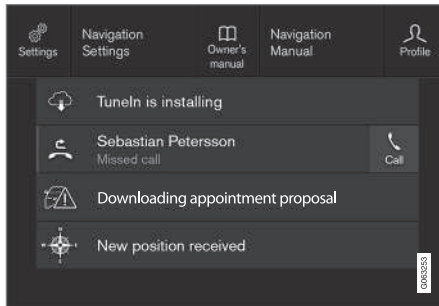 Settings
Navigation
Settings
Owner's
manual
Navigation
Manual
Profile
TuneIn is installing
Sebastian Petersson
Missed call
Call
Downloading appointment proposal
New position received
G063253